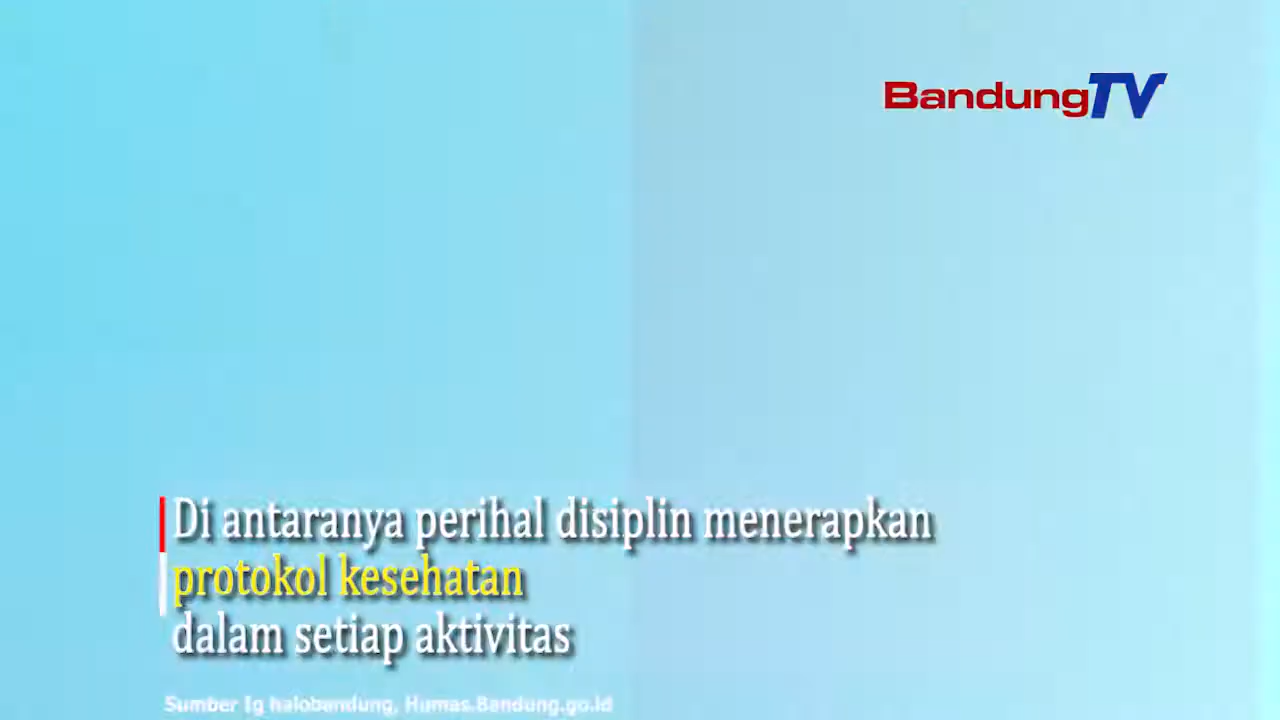 BandungTV
Di antaranya perihal disiplin menerapkan
protokol kesehatan
dalam setiap aktivitas
Sumber Ig halobandung, Humas.Bandung.go.id